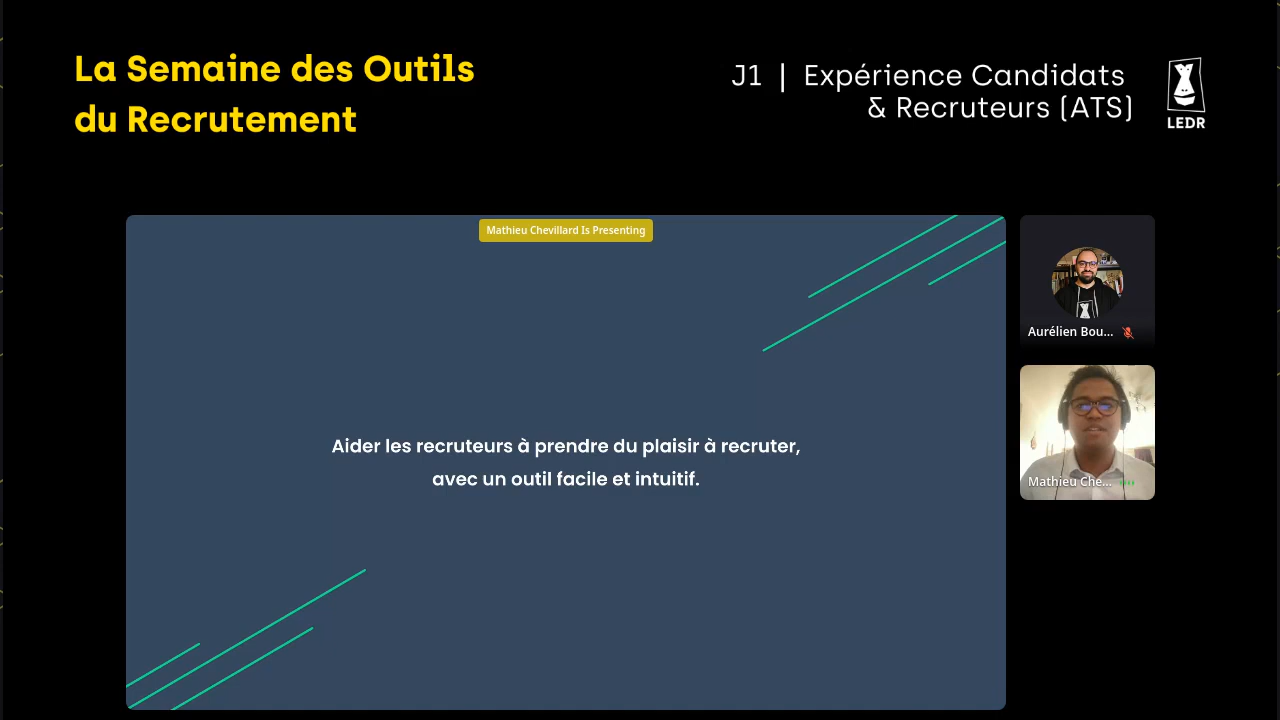 La Semaine des Outils
du Recrutement
J1 | Expérience Candidats
& Recruteurs (ATS)
LEDR
Mathieu Chevillard Is Presenting
Aider les recruteurs à prendre du plaisir à recruter,
avec un outil facile et intuitif.
Aurélien Bou...
Mathieu Che...